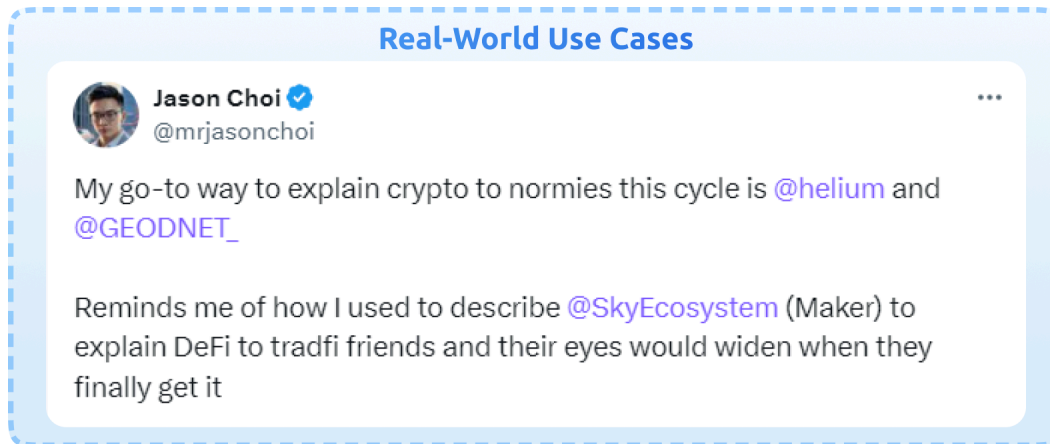 Real-World Use Cases
Jason Choi
@mrjasonchoi
My go-to way to explain crypto to normies this cycle is @helium and
@GEODNET_
Reminds me of how I used to describe @SkyEcosystem (Maker) to
explain DeFi to tradfi friends and their eyes would widen when they
finally get it